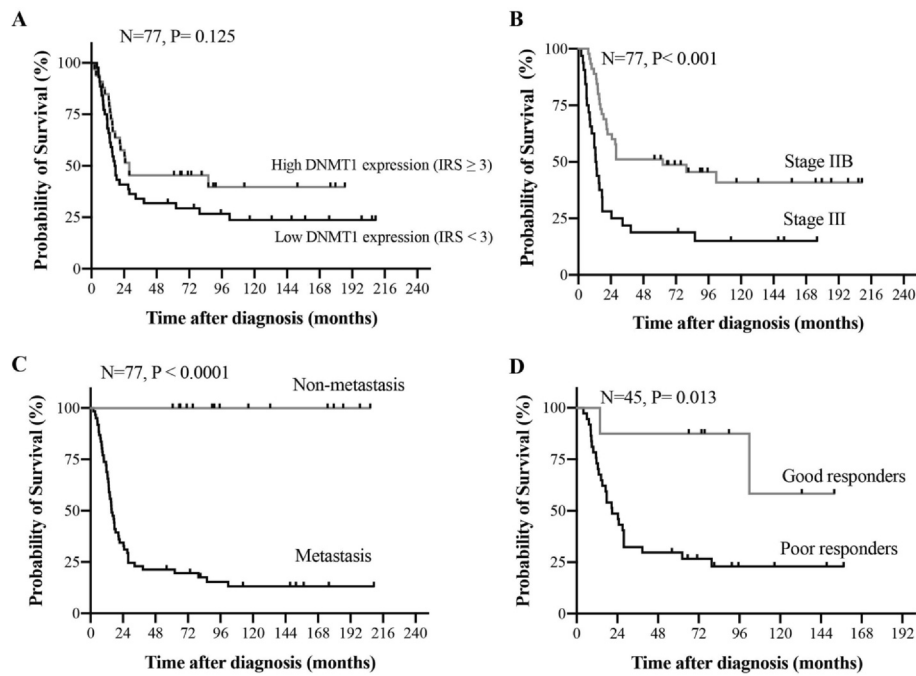 A
N=77, P= 0.125
Probability of Survival (%)
100
75
50
25
0
High DNMT1 expression (IRS ≥ 3)
Low DNMT1 expression (IRS < 3)
0 24 48 72 96 120 144 168 192 216 240
Time after diagnosis (months)
B
N=77, P< 0.001
Probability of Survival (%)
100
75
50
25
0
Stage IIB
Stage III
0 24 48 72 96 120 144 168 192 216 240
Time after diagnosis (months)
C
N=77, P < 0.0001
Probability of Survival (%)
100
75
50
25
0
Non-metastasis
Metastasis
0 24 48 72 96 120 144 168 192 216 240
Time after diagnosis (months)
D
N=45, P= 0.013
Probability of Survival (%)
100
75
50
25
0
Good responders
Poor responders
0 24 48 72 96 120 144 168 192
Time after diagnosis (months)